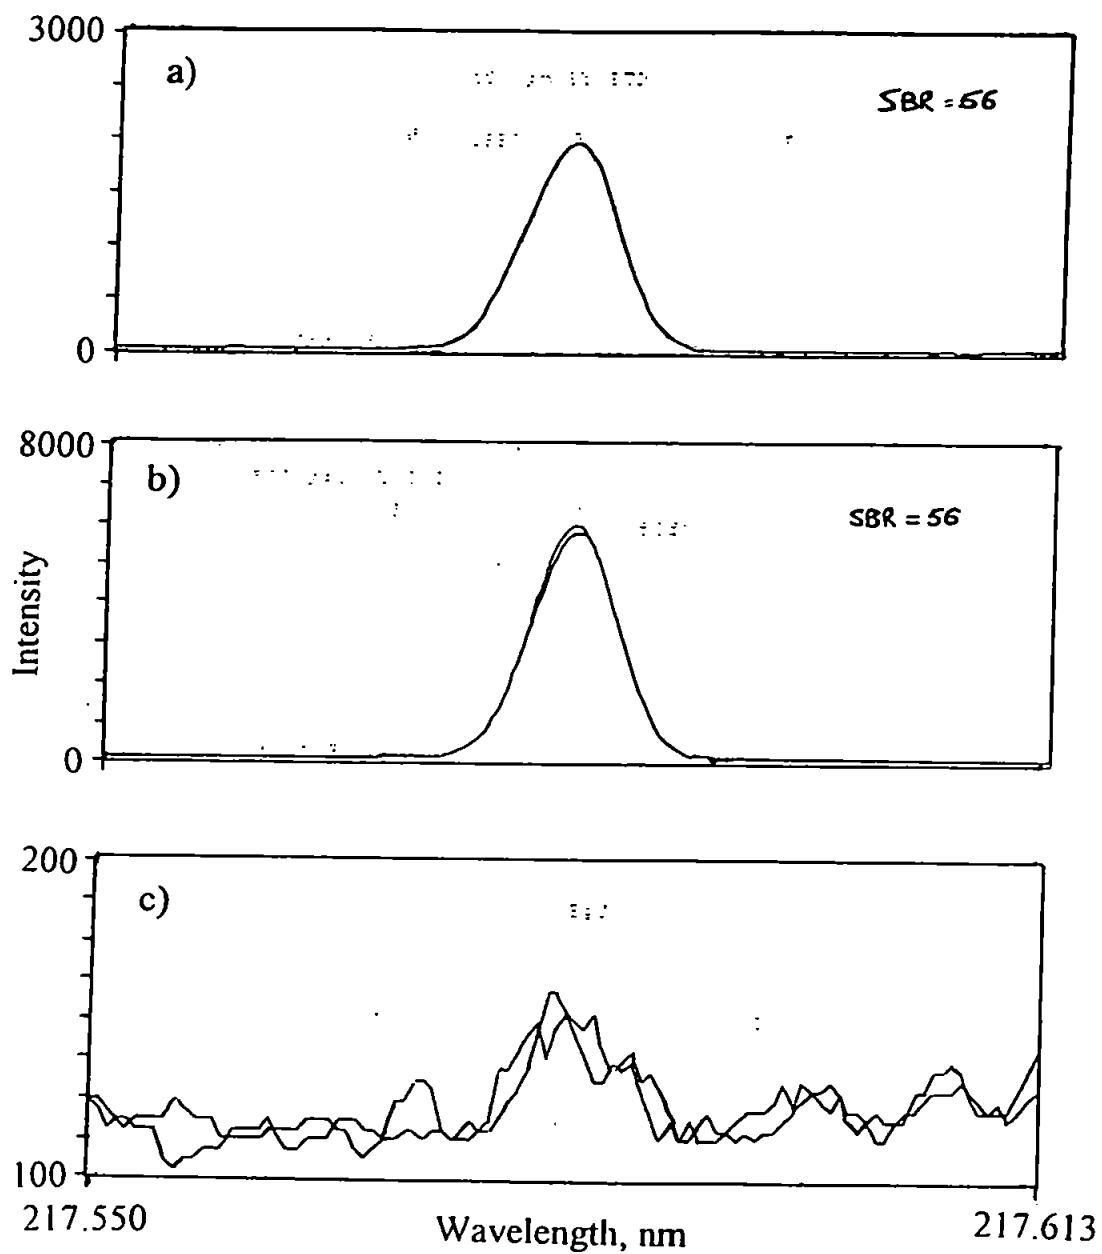 3000
a)
SBR = 56
0
8000
b)
SBR = 56
Intensity
0
200
c)
100
217.550
Wavelength, nm
217.613